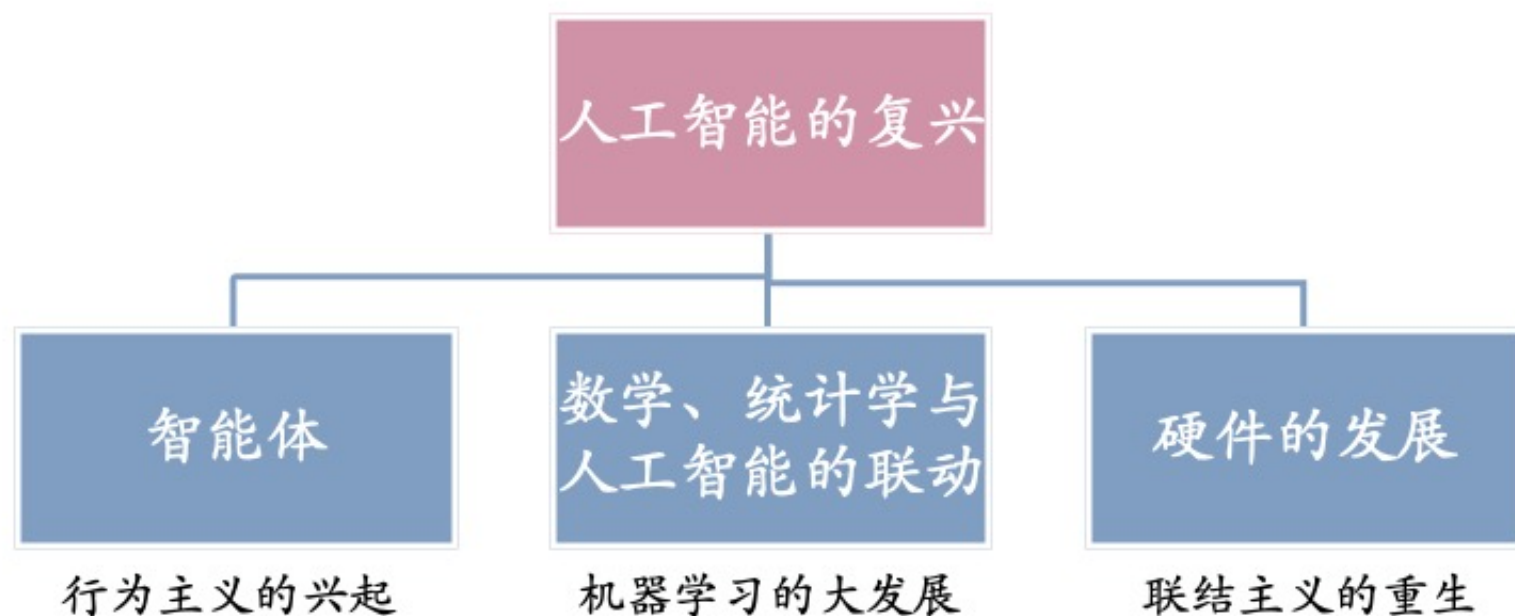 人工智能的复兴
智能体
数学、统计学与
人工智能的联动
硬件的发展
行为主义的兴起
机器学习的大发展
联结主义的重生